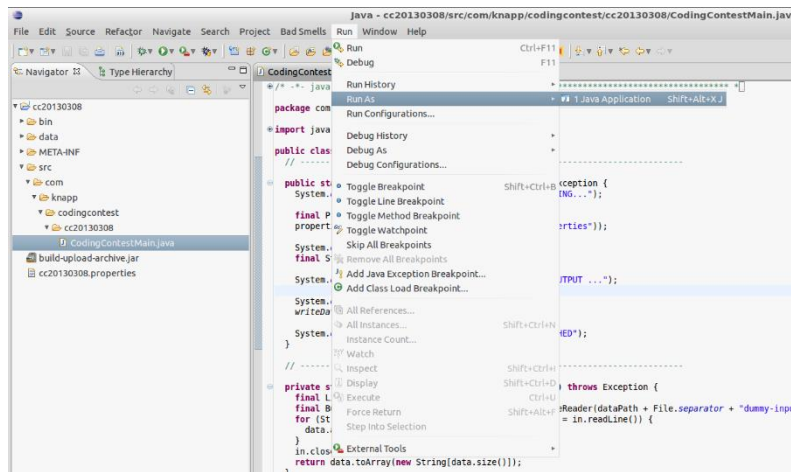 Java - cc20130308/src/com/knapp/codingcontest/cc20130308/CodingContestMain.jav
File Edit Source Refactor Navigate Search Project Bad Smells Run Window Help
Navigator Type Hierarchy
cc20130308
bin
data
META-INF
src
com
knapp
codingcontest
cc20130308
CodingContestMain.java
build-upload-archive.jar
cc20130308.properties
Run Ctrl+F11
Debug F11
Run History
Run As
1 Java Application Shift+Alt+X J
Run Configurations...
Debug History
Debug As
Debug Configurations...
Toggle Breakpoint Shift+Ctrl+B
Toggle Line Breakpoint
Toggle Method Breakpoint
Toggle Watchpoint
Skip All Breakpoints
Remove All Breakpoints
Add Java Exception Breakpoint...
Add Class Load Breakpoint...
All References...
All Instances... Shift+Ctrl+N
Instance Count...
Watch
Inspect Shift+Ctrl+I
Display Shift+Ctrl+D
Execute Ctrl+U
Force Return Shift+Alt+F
Step Into Selection
External Tools
CodingContest
/* -*- java
package com
import java
public clas
// -----
public st xception {
System. ING...");
final P
propert erties"));
System.
final S
System. UTPUT ...");
System.
writeDa
System. HED");
}
// -----
private s ) throws Exception {
final L
final B eReader(dataPath + File.separator + "dummy-inpu
for (St = in.readLine()) {
data.
}
in.clos
return data.toArray(new String[data.size()]);